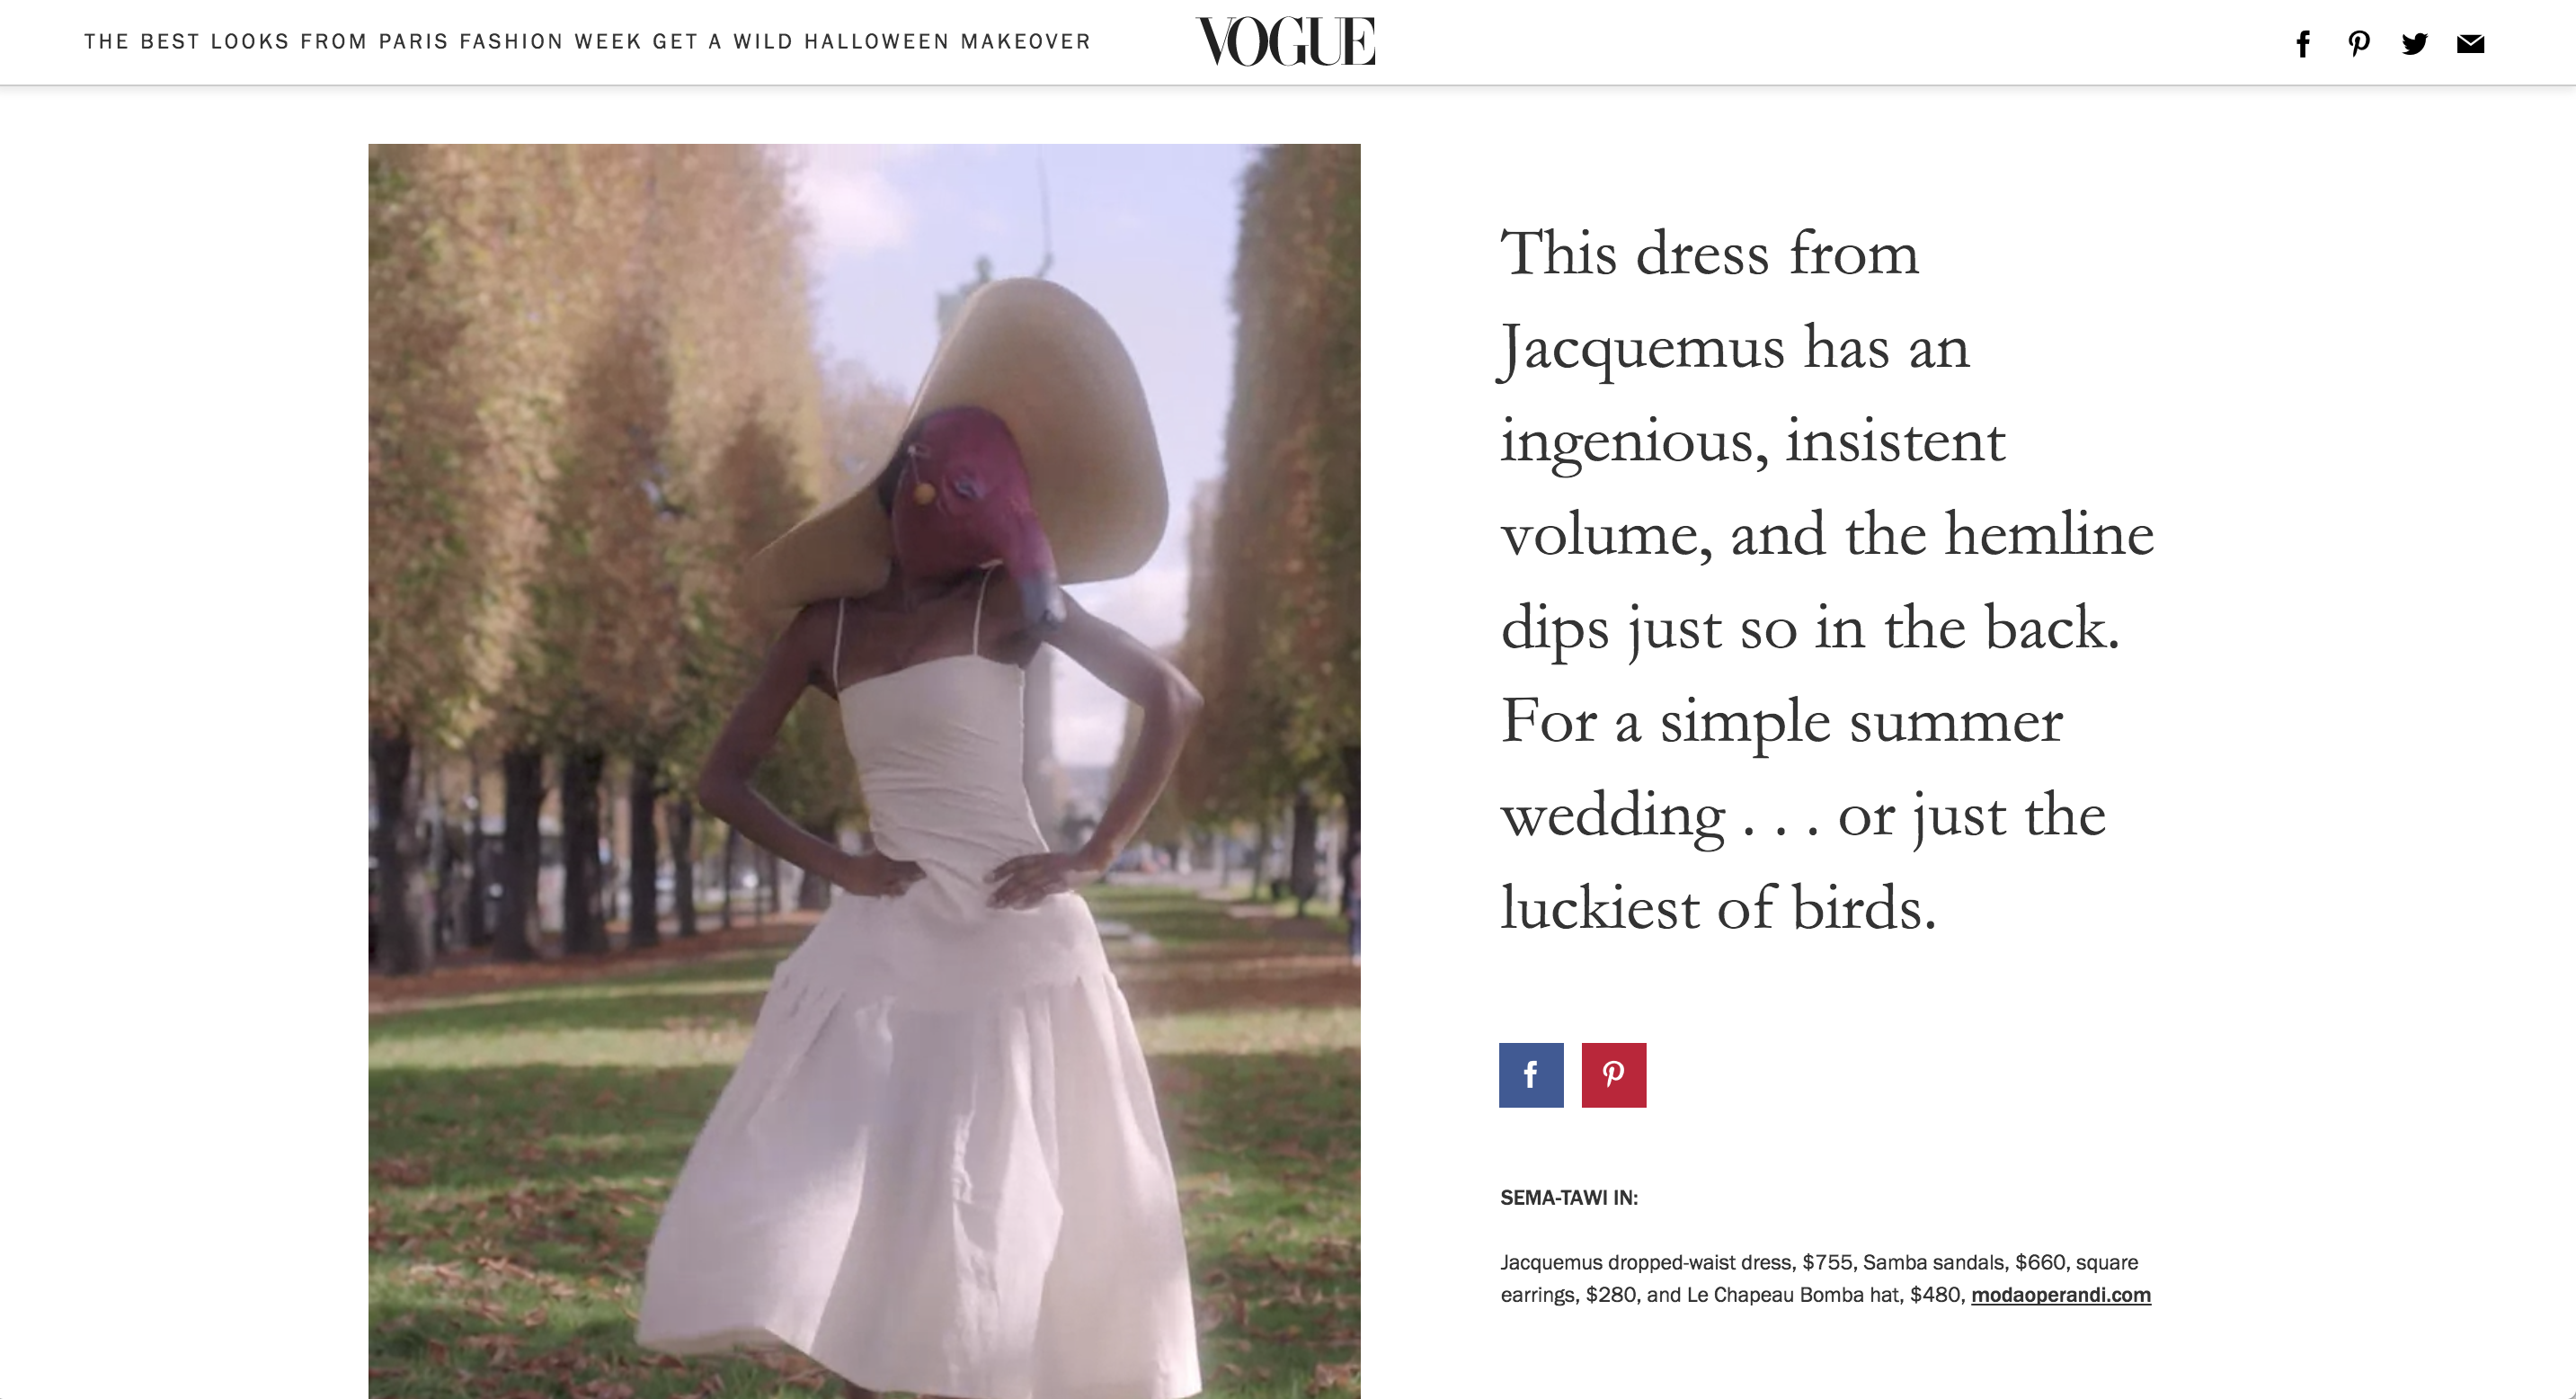 THE BEST LOOKS FROM PARIS FASHION WEEK GET A WILD HALLOWEEN MAKEOVER
VOGUE
This dress from
Jacquemus has an
ingenious, insistent
volume, and the hemline
dips just so in the back.
For a simple summer
wedding . . . or just the
luckiest of birds.
SEMA-TAWI IN:
Jacquemus dropped-waist dress, $755, Samba sandals, $660, square
earrings, $280, and Le Chapeau Bomba hat, $480, modaoperandi.com